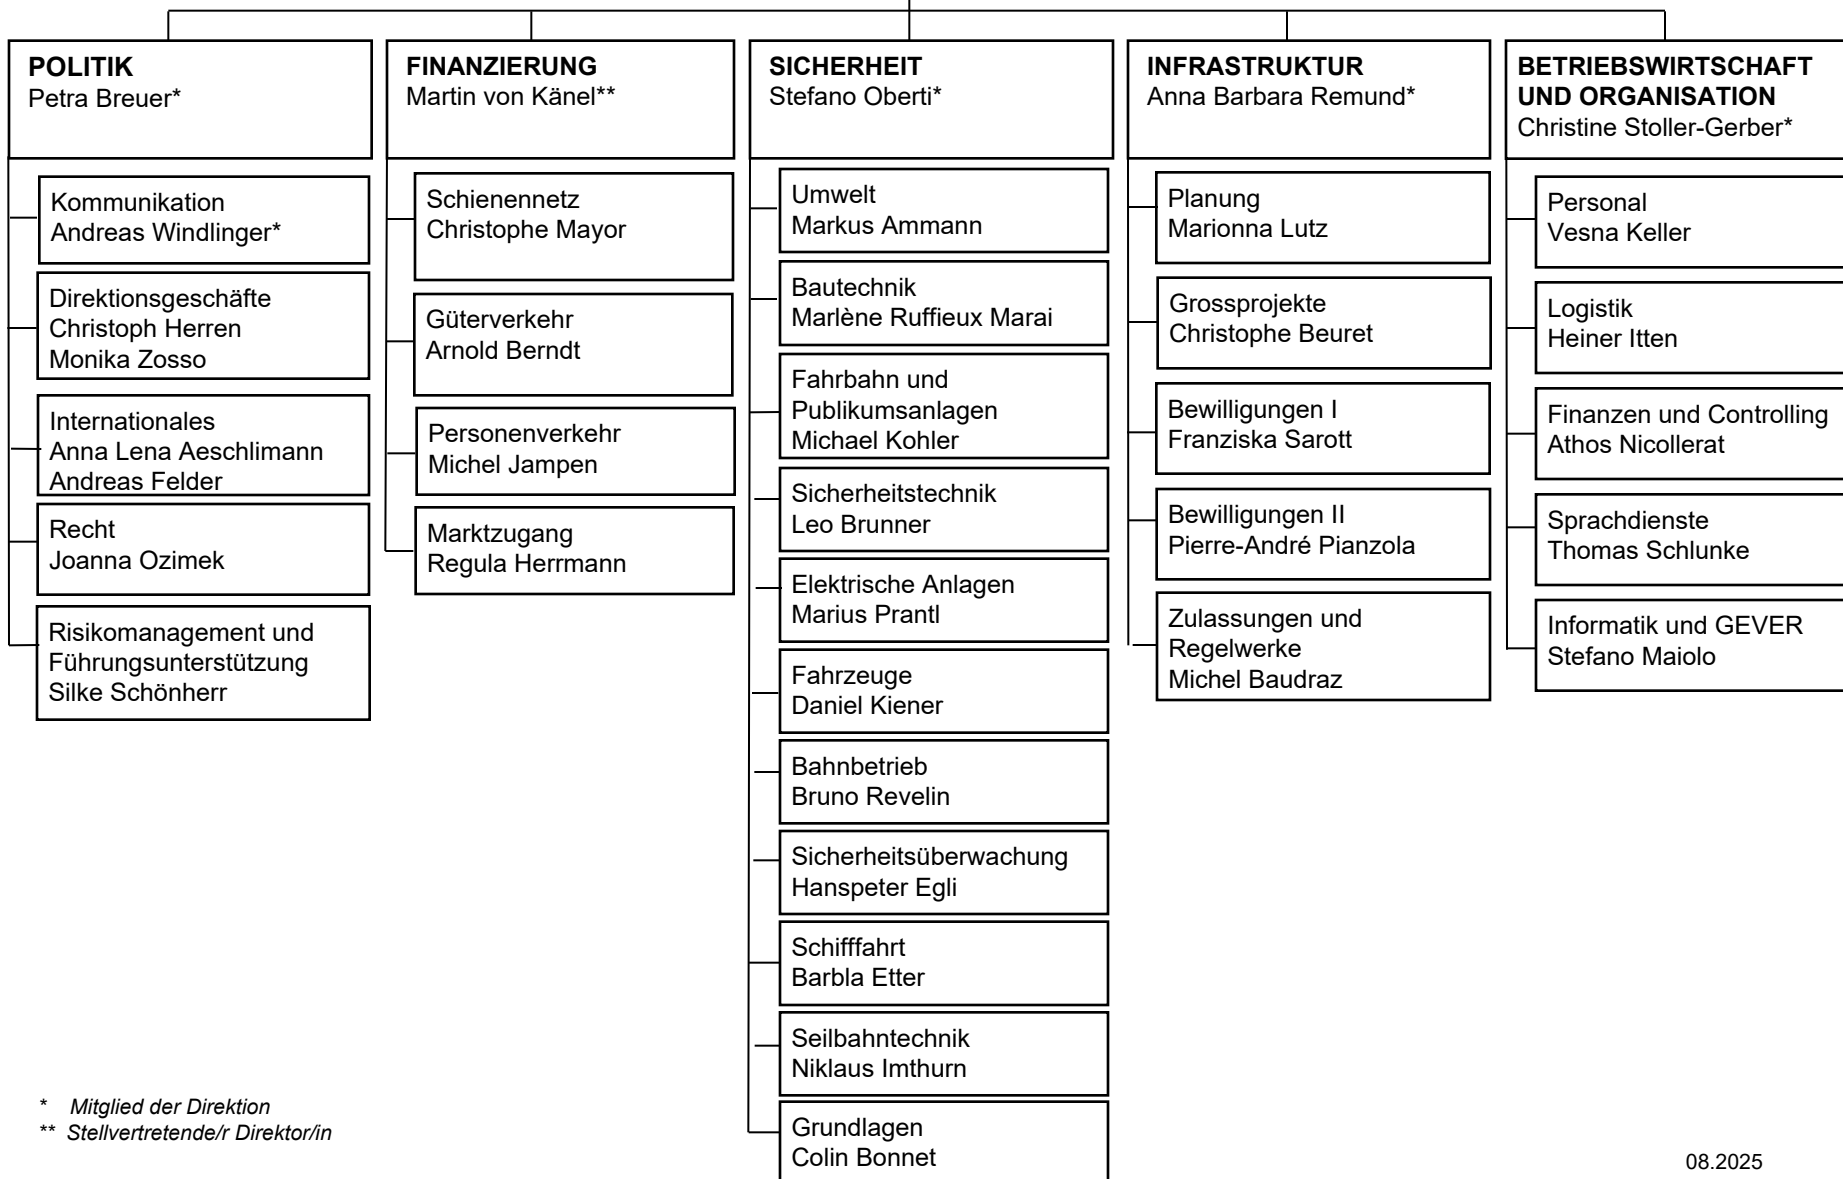 POLITIK
Petra Breuer*
Kommunikation
Andreas Windlinger*
Direktionsgeschäfte
Christoph Herren
Monika Zosso
Internationales
Anna Lena Aeschlimann
Andreas Felder
Recht
Joanna Ozimek
Risikomanagement und
Führungsunterstützung
Silke Schönherr
FINANZIERUNG
Martin von Känel**
Schienennetz
Christophe Mayor
Güterverkehr
Arnold Berndt
Personenverkehr
Michel Jampen
Marktzugang
Regula Herrmann
SICHERHEIT
Stefano Oberti*
Umwelt
Markus Ammann
Bautechnik
Marlène Ruffieux Marai
Fahrbahn und
Publikumsanlagen
Michael Kohler
Sicherheitstechnik
Leo Brunner
Elektrische Anlagen
Marius Prantl
Fahrzeuge
Daniel Kiener
Bahnbetrieb
Bruno Revelin
Sicherheitsüberwachung
Hanspeter Egli
Schifffahrt
Barbla Etter
Seilbahntechnik
Niklaus Imthurn
Grundlagen
Colin Bonnet
INFRASTRUKTUR
Anna Barbara Remund*
Planung
Marionna Lutz
Grossprojekte
Christophe Beuret
Bewilligungen I
Franziska Sarott
Bewilligungen II
Pierre-André Pianzola
Zulassungen und
Regelwerke
Michel Baudraz
BETRIEBSWIRTSCHAFT
UND ORGANISATION
Christine Stoller-Gerber*
Personal
Vesna Keller
Logistik
Heiner Itten
Finanzen und Controlling
Athos Nicollerat
Sprachdienste
Thomas Schlunke
Informatik und GEVER
Stefano Maiolo
* Mitglied der Direktion
** Stellvertretende/r Direktor/in
08.2025